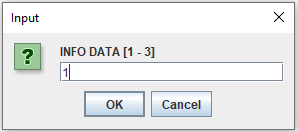 Input
INFO DATA [1 - 3]
1
OK
Cancel